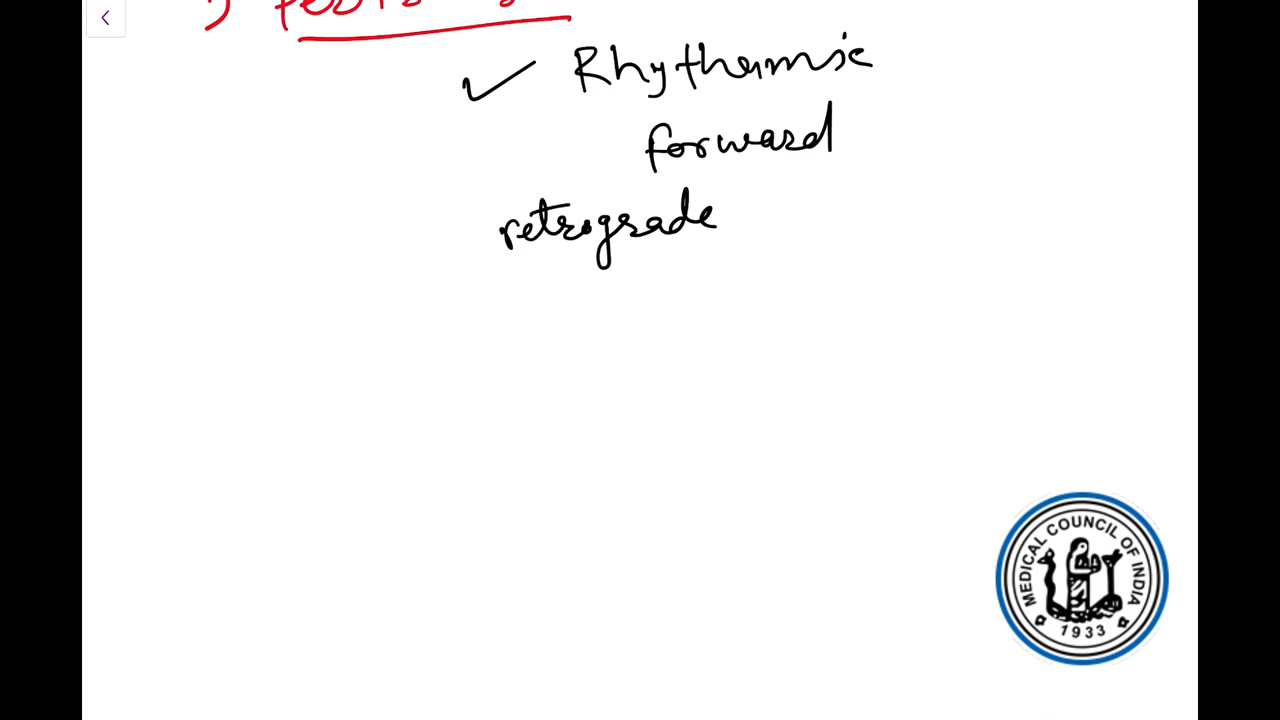 ✓ Rhythmic
forward
retrograde
MEDICAL COUNCIL OF INDIA
1933